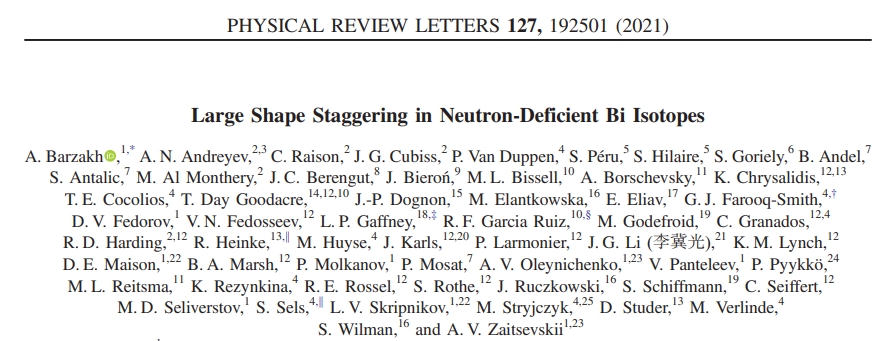 PHYSICAL REVIEW LETTERS 127, 192501 (2021)
Large Shape Staggering in Neutron-Deficient Bi Isotopes
A. Barzakh,1,* A. N. Andreyev,2,3 C. Raison,2 J. G. Cubiss,2 P. Van Duppen,4 S. Péru,5 S. Hilaire,5 S. Goriely,6 B. Andel,7
S. Antalic,7 M. Al Monthery,2 J. C. Berengut,8 J. Bieroń,9 M. L. Bissell,10 A. Borschevsky,11 K. Chrysalidis,12,13
T. E. Cocolios,4 T. Day Goodacre,14,12,10 J.-P. Dognon,15 M. Elantkowska,16 E. Eliav,17 G. J. Farooq-Smith,4,†
D. V. Fedorov,1 V. N. Fedosseev,12 L. P. Gaffney,18,‡ R. F. Garcia Ruiz,10,§ M. Godefroid,19 C. Granados,12,4
R. D. Harding,2,12 R. Heinke,13,∥ M. Huyse,4 J. Karls,12,20 P. Larmonier,12 J. G. Li (李冀光),21 K. M. Lynch,12
D. E. Maison,1,22 B. A. Marsh,12 P. Molkanov,1 P. Mosat,7 A. V. Oleynichenko,1,23 V. Panteleev,1 P. Pyykkö,24
M. L. Reitsma,11 K. Rezynkina,4 R. E. Rossel,12 S. Rothe,12 J. Ruczkowski,16 S. Schiffmann,19 C. Seiffert,12
M. D. Seliverstov,1 S. Sels,4,∥ L. V. Skripnikov,1,22 M. Stryjczyk,4,25 D. Studer,13 M. Verlinde,4
S. Wilman,16 and A. V. Zaitsevskii1,23